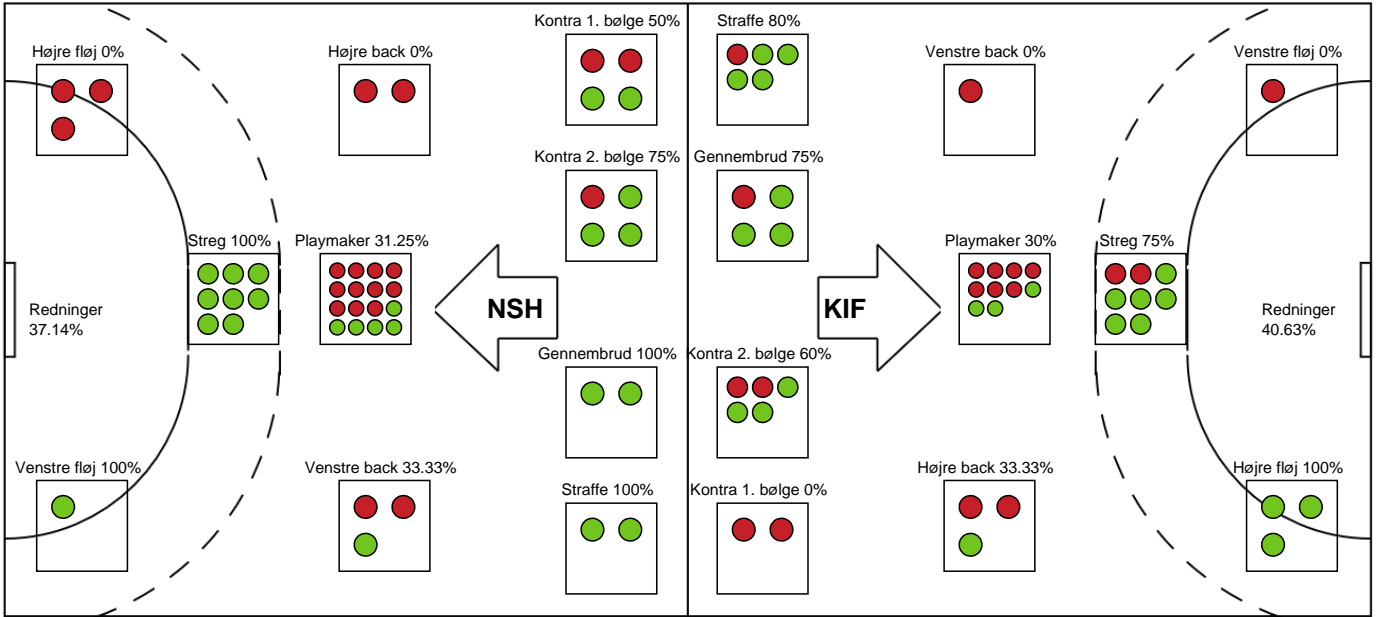 Kontra 1. bølge 50%
Straffe 80%
Højre fløj 0%
Højre back 0%
Venstre back 0%
Venstre fløj 0%
Kontra 2. bølge 75%
Gennembrud 75%
Streg 100%
Playmaker 31.25%
Playmaker 30%
Streg 75%
Redninger
37.14%
NSH
KIF
Redninger
40.63%
Gennembrud 100%
Kontra 2. bølge 60%
Venstre fløj 100%
Venstre back 33.33%
Højre back 33.33%
Højre fløj 100%
Straffe 100%
Kontra 1. bølge 0%